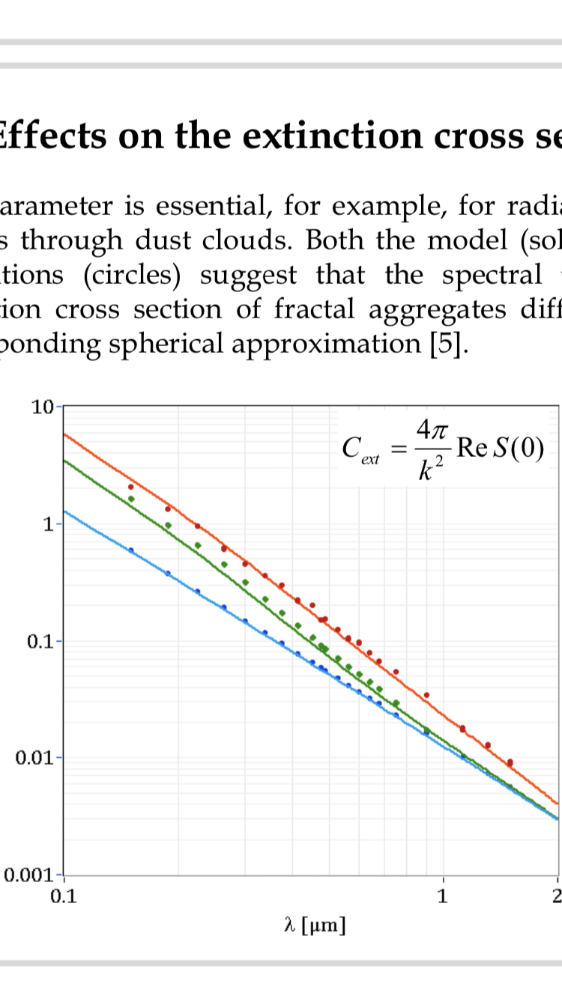 Effects on the extinction cross se
arameter is essential, for example, for radia
s through dust clouds. Both the model (sol
tions (circles) suggest that the spectral
ion cross section of fractal aggregates diff
ponding spherical approximation [5].
10
C_ext = 4π/k² Re S(0)
1
0.1
0.01
0.001
0.1 1 2
λ [µm]